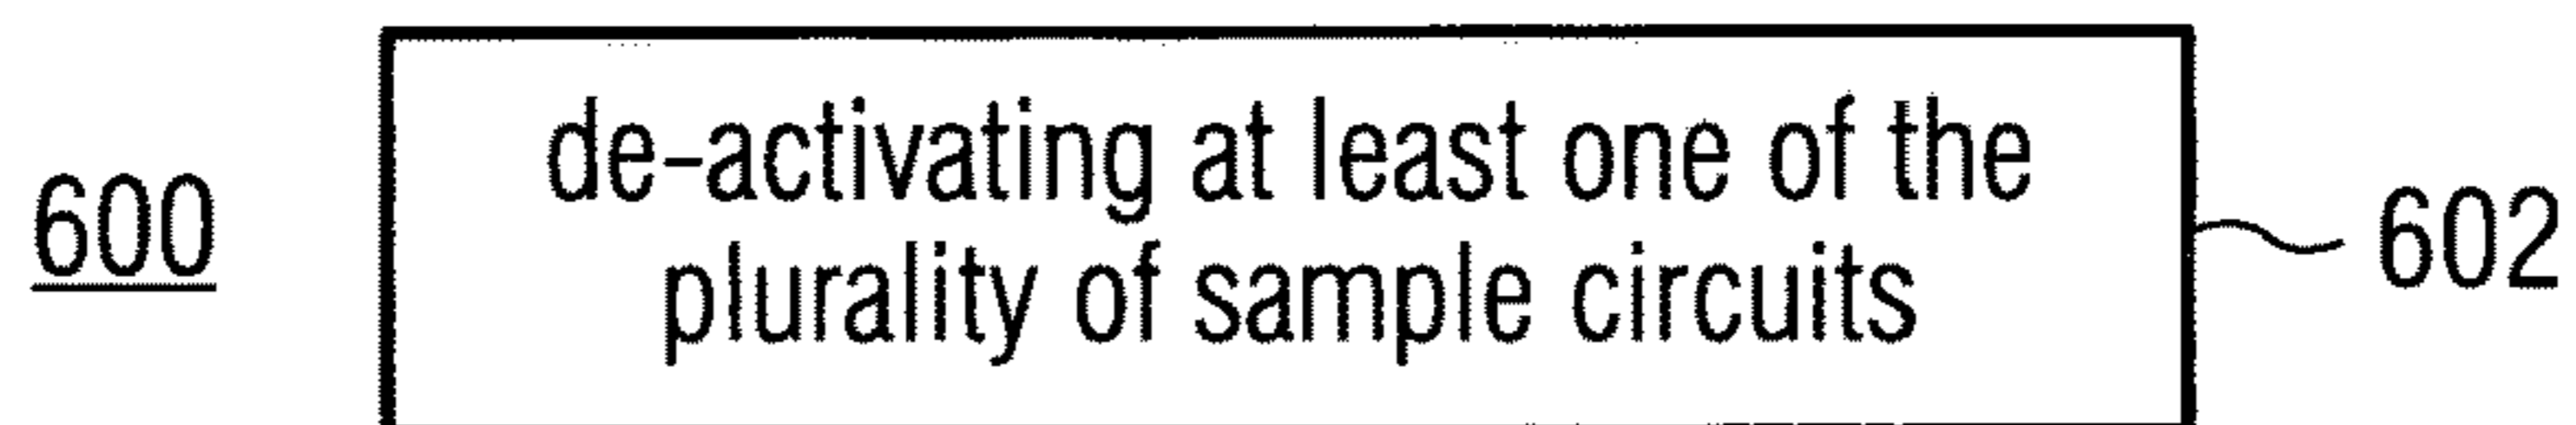 600
de-activating at least one of the
plurality of sample circuits
602